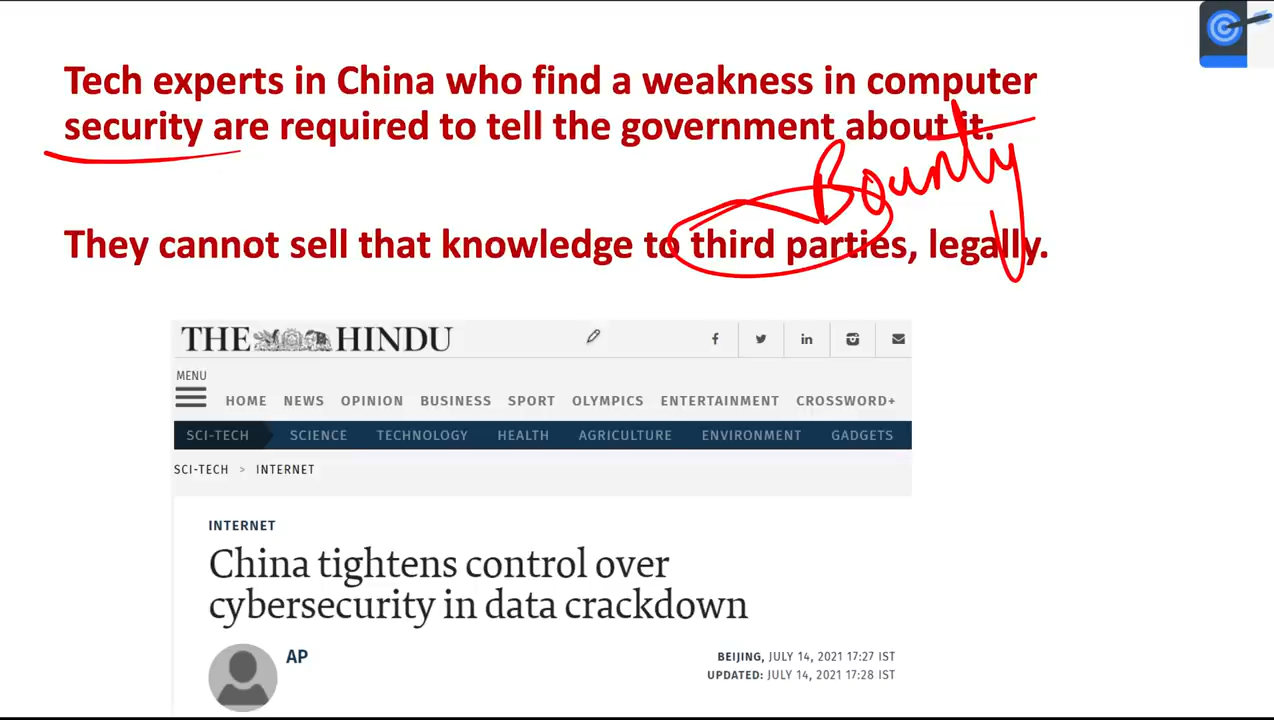 Tech experts in China who find a weakness in computer
security are required to tell the government about it.
Bounty
They cannot sell that knowledge to third parties, legally.
THE HINDU
MENU
HOME NEWS OPINION BUSINESS SPORT OLYMPICS ENTERTAINMENT CROSSWORD+
SCI-TECH SCIENCE TECHNOLOGY HEALTH AGRICULTURE ENVIRONMENT GADGETS
SCI-TECH > INTERNET
INTERNET
China tightens control over
cybersecurity in data crackdown
AP
BEIJING, JULY 14, 2021 17:27 IST
UPDATED: JULY 14, 2021 17:28 IST